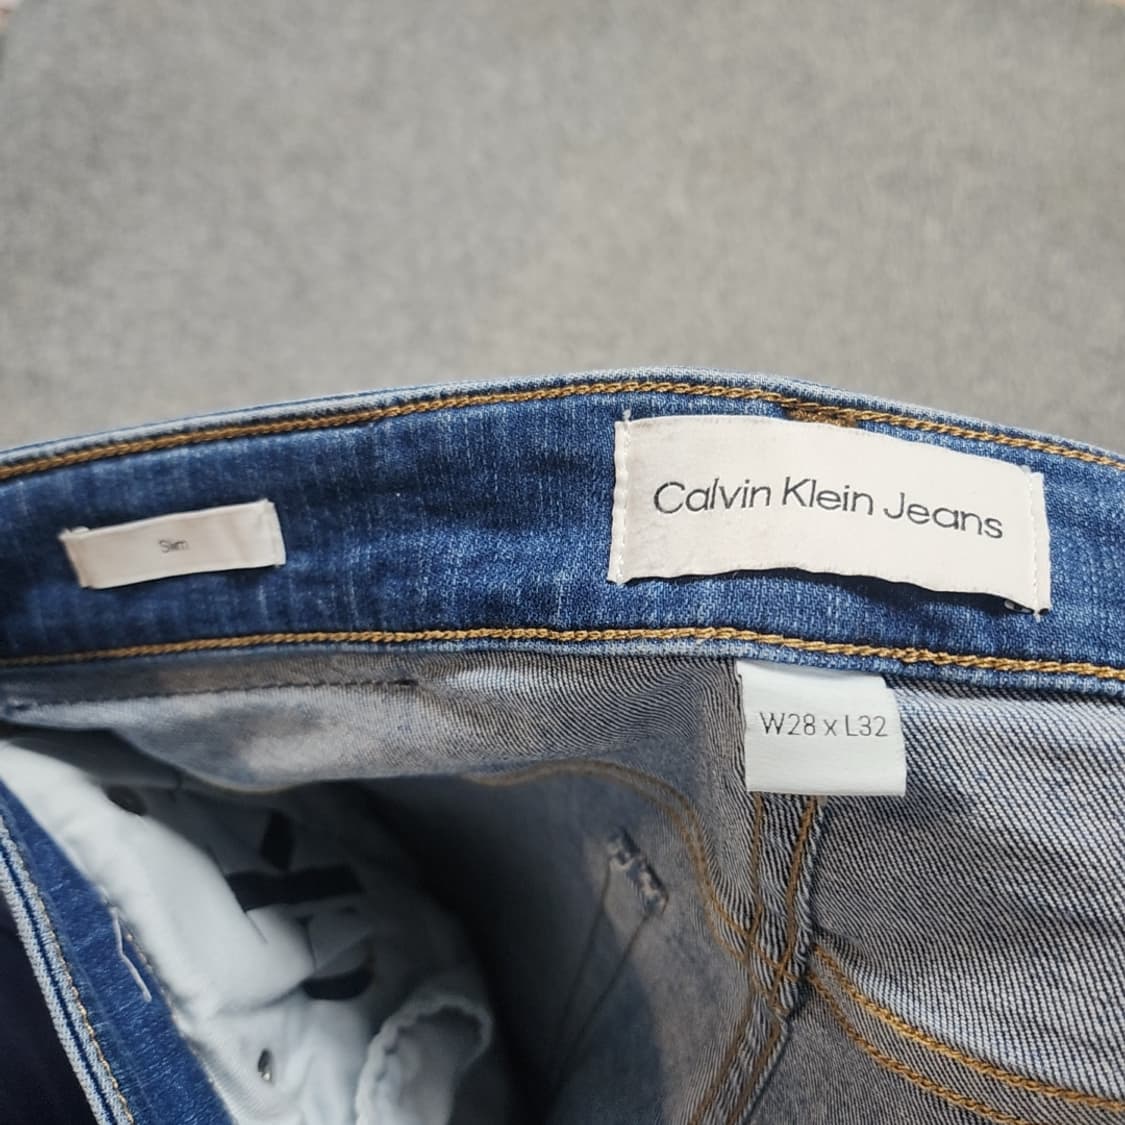 Slim
Calvin Klein Jeans
W28 x L32